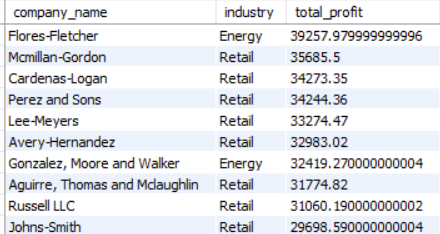 company_name industry total_profit
Flores-Fletcher Energy 39257.979999999996
Mcmillan-Gordon Retail 35685.5
Cardenas-Logan Retail 34273.35
Perez and Sons Retail 34244.36
Lee-Meyers Retail 33274.47
Avery-Hernandez Retail 32983.02
Gonzalez, Moore and Walker Energy 32419.270000000004
Aguirre, Thomas and Mclaughlin Retail 31774.82
Russell LLC Retail 31060.190000000002
Johns-Smith Retail 29698.590000000004